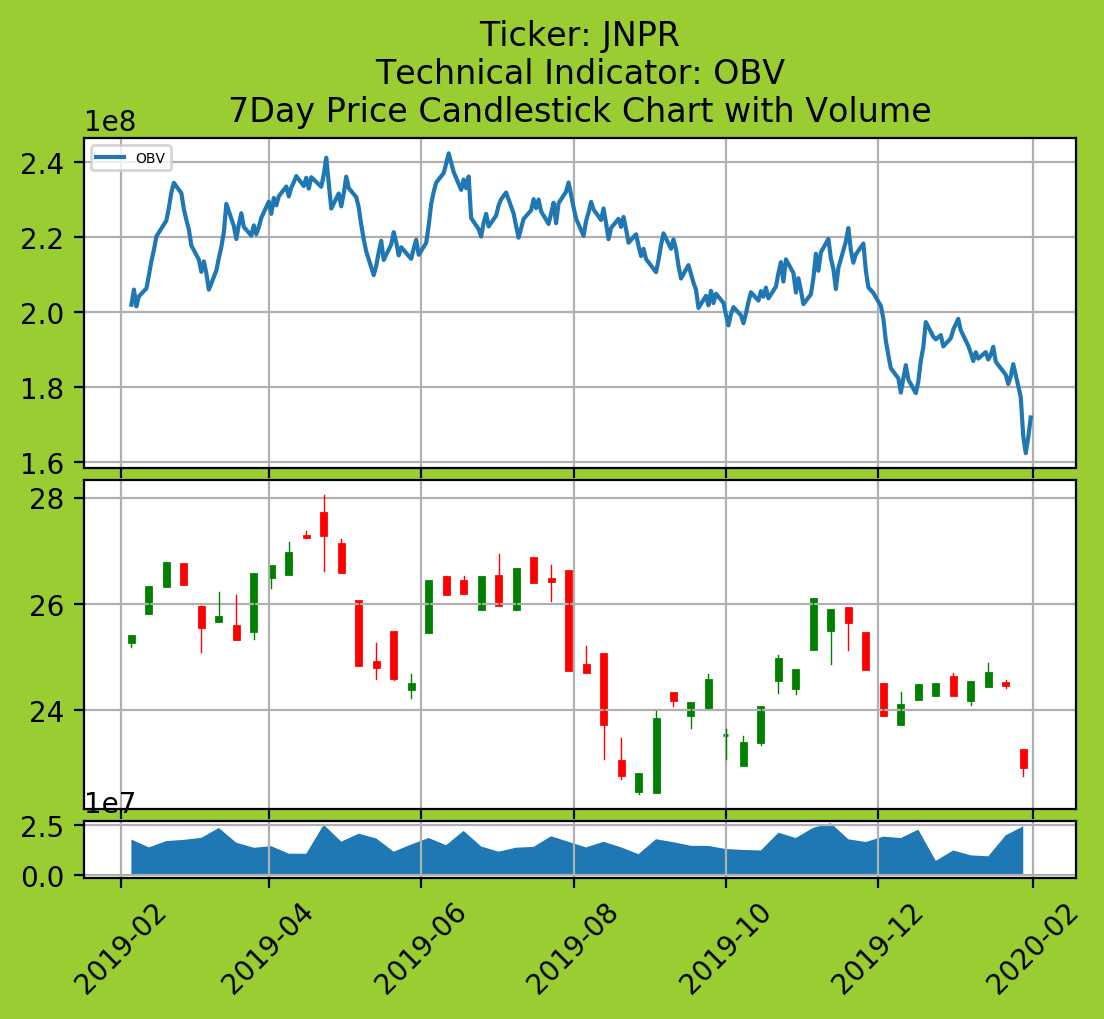 Ticker: JNPR
Technical Indicator: OBV
7Day Price Candlestick Chart with Volume
1e8
OBV
2.4
2.2
2.0
1.8
1.6
28
26
24
1e7
2.5
0.0
2019-02
2019-04
2019-06
2019-08
2019-10
2019-12
2020-02